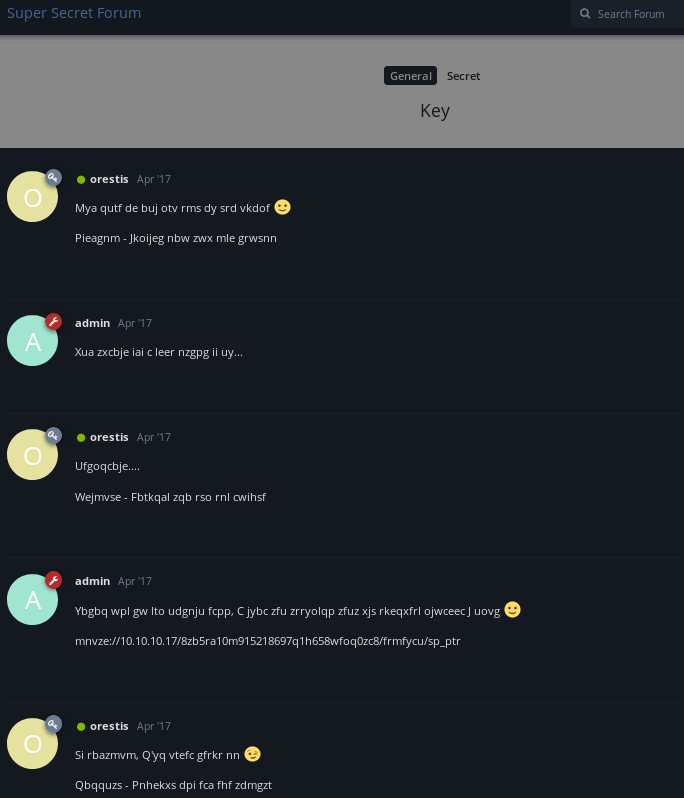 Super Secret Forum
Search Forum
General Secret
Key
O
orestis Apr '17
Mya qutf de buj otv rms dy srd vkdof
Pieagnm - Jkoijeg nbw zwx mle grwsnn
A
admin Apr '17
Xua zxcbje iai c leer nzgpg ii uy...
O
orestis Apr '17
Ufgoqcbje....
Wejmvse - Fbtkqal zqb rso rnl cwihsf
A
admin Apr '17
Ybgbq wpl gw lto udgnju fcpp, C jybc zfu zrryolqp zfuz xjs rkeqxfrl ojwceec J uovg
mnvze://10.10.10.17/8zb5ra10m915218697q1h658wfoq0zc8/frmfycu/sp_ptr
O
orestis Apr '17
Si rbazmvm, Q'yq vtefc gfrkr nn
Qbqquzs - Pnhekxs dpi fca fhf zdmgzt